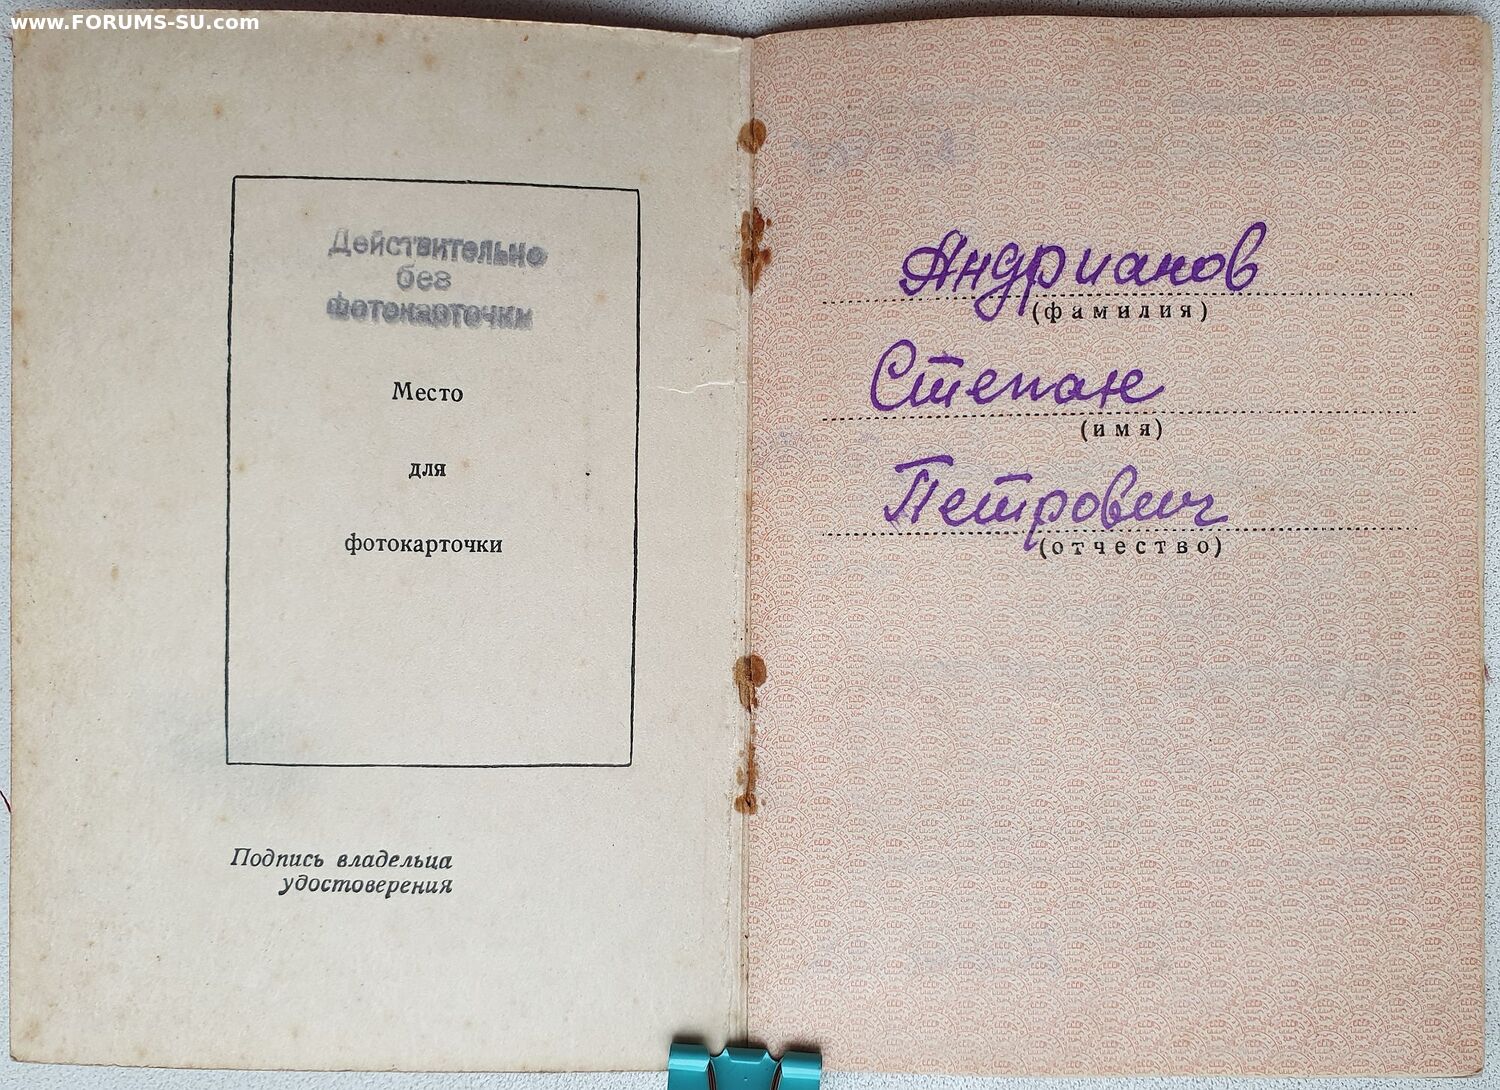 www.FORUMS-SU.com
Действительно
без
фотокарточки
Место
для
фотокарточки
Подпись владельца
удостоверения
Андрианов
(фамилия)
Степан
(имя)
Петрович
(отчество)